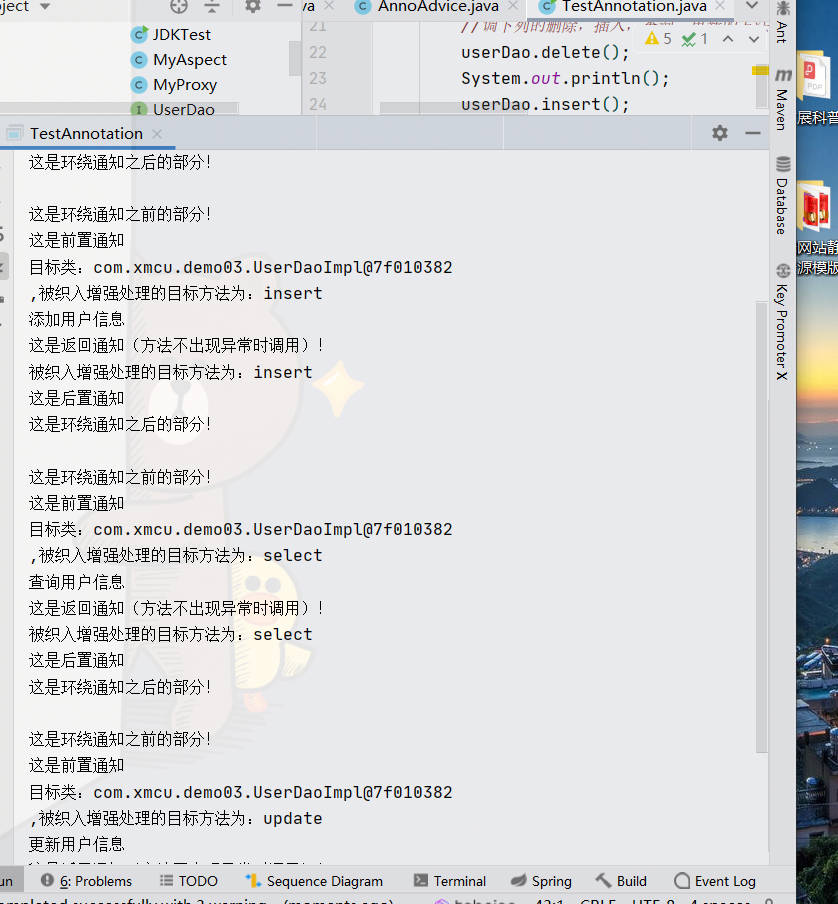 AnnoAdvice.java
TestAnnotation.java
JDKTest
MyAspect
MyProxy
UserDao
21
22 userDao.delete();
23 System.out.println();
24 userDao.insert();
5
1
TestAnnotation
这是环绕通知之后的部分!
这是环绕通知之前的部分!
这是前置通知
目标类：com.xmcu.demo03.UserDaoImpl@7f010382
,被织入增强处理的目标方法为：insert
添加用户信息
这是返回通知（方法不出现异常时调用）!
被织入增强处理的目标方法为：insert
这是后置通知
这是环绕通知之后的部分!
这是环绕通知之前的部分!
这是前置通知
目标类：com.xmcu.demo03.UserDaoImpl@7f010382
,被织入增强处理的目标方法为：select
查询用户信息
这是返回通知（方法不出现异常时调用）!
被织入增强处理的目标方法为：select
这是后置通知
这是环绕通知之后的部分!
这是环绕通知之前的部分!
这是前置通知
目标类：com.xmcu.demo03.UserDaoImpl@7f010382
,被织入增强处理的目标方法为：update
更新用户信息
6: Problems
TODO
Sequence Diagram
Terminal
Spring
Build
Event Log
Ant
Maven
Database
Key Promoter X
PDF
展科普
网站静
源模版